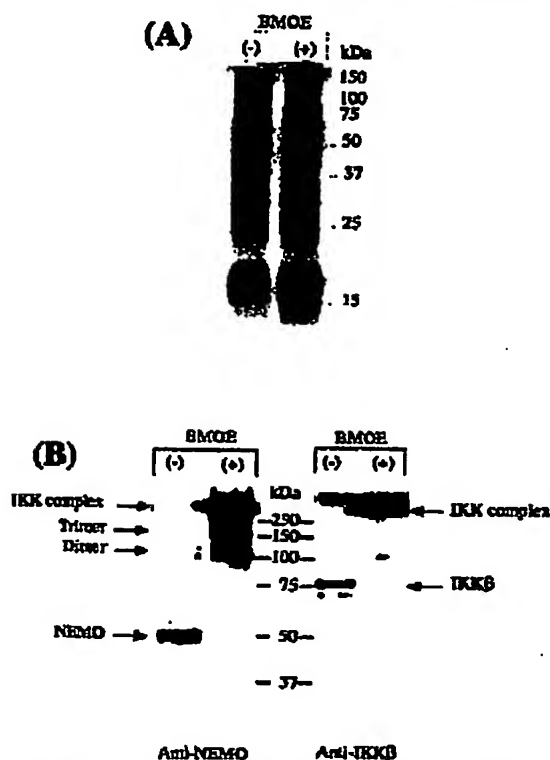 (A)
BMOE
(-) (+) kDa
150
100
75
50
37
25
15
(B)
BMOE BMOE
(-) (+) (-) (+)
kDa
IKK complex 250 IKK complex
Trimer 150
Dimer 100
75 IKKβ
NEMO 50
37
Anti-NEMO Anti-IKKβ